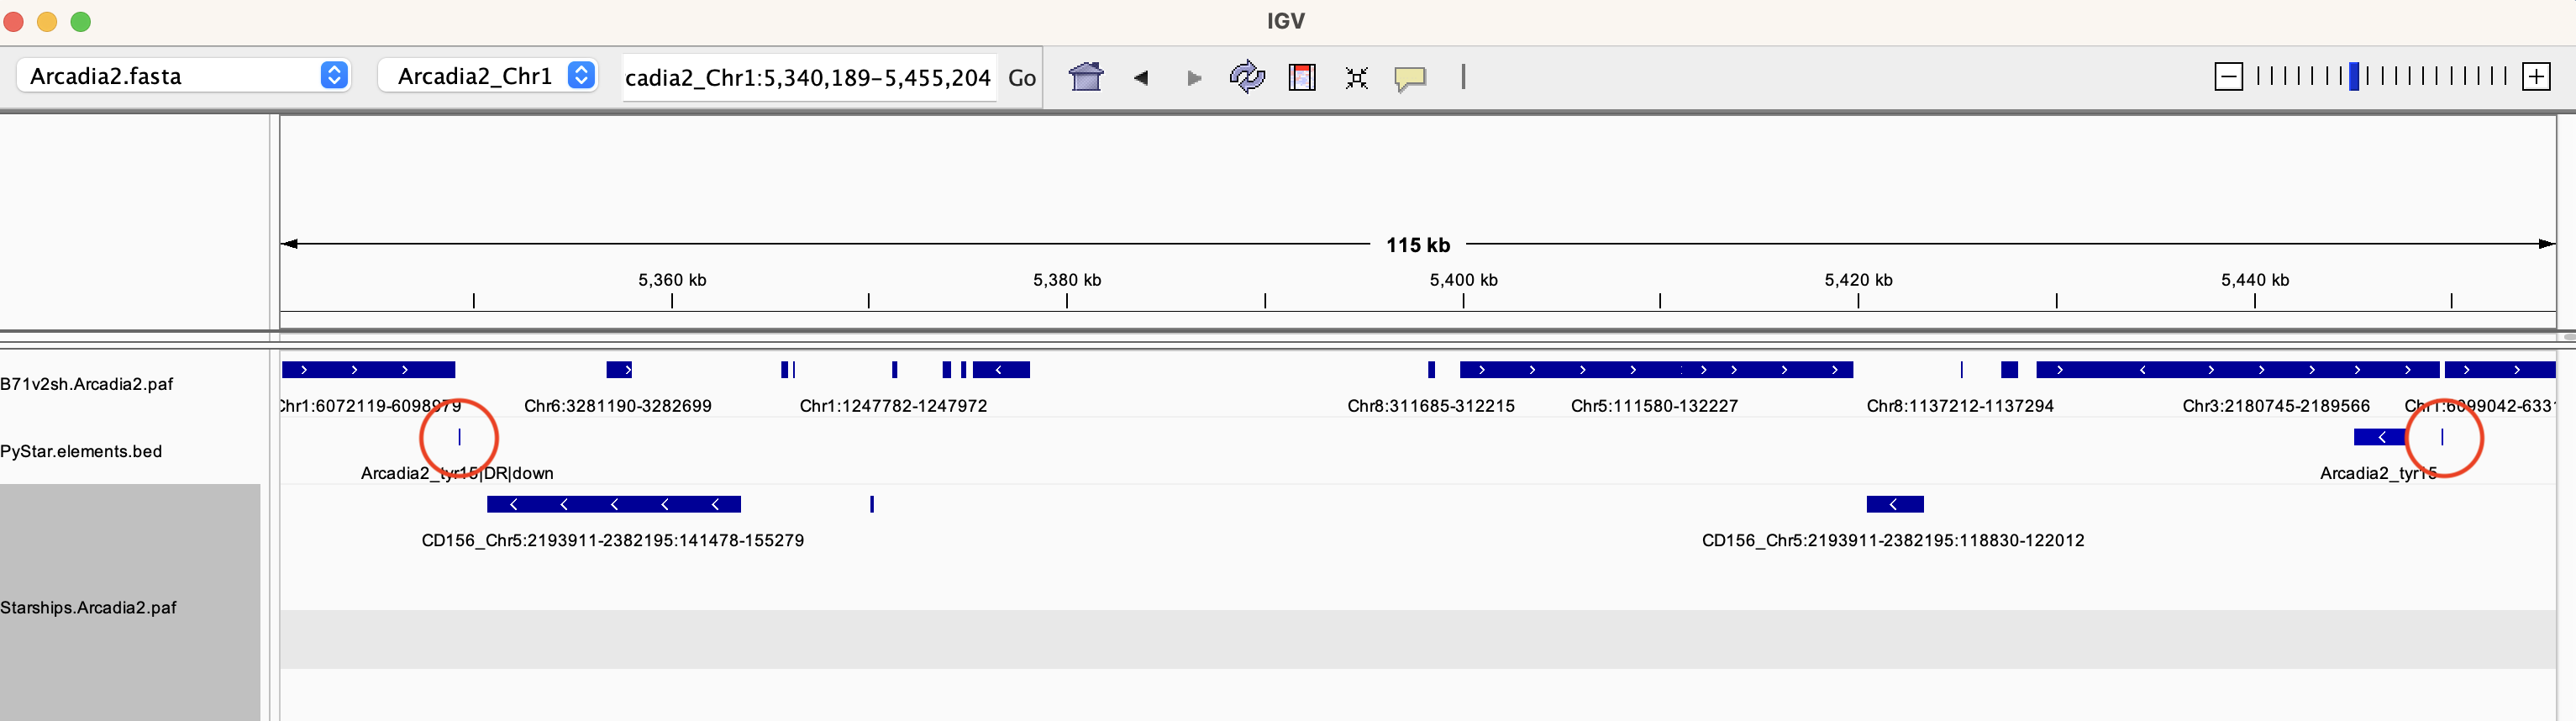 IGV
Arcadia2.fasta Arcadia2_Chr1 cadia2_Chr1:5,340,189-5,455,204 Go
115 kb
5,360 kb 5,380 kb 5,400 kb 5,420 kb 5,440 kb
B71v2sh.Arcadia2.paf
Chr1:6072119-6098979 Chr6:3281190-3282699 Chr1:1247782-1247972 Chr8:311685-312215 Chr5:111580-132227 Chr8:1137212-1137294 Chr3:2180745-2189566 Chr1:6099042-633
PyStar.elements.bed
Arcadia2_tyr15|DR|down Arcadia2_tyr15
CD156_Chr5:2193911-2382195:141478-155279 CD156_Chr5:2193911-2382195:118830-122012
Starships.Arcadia2.paf